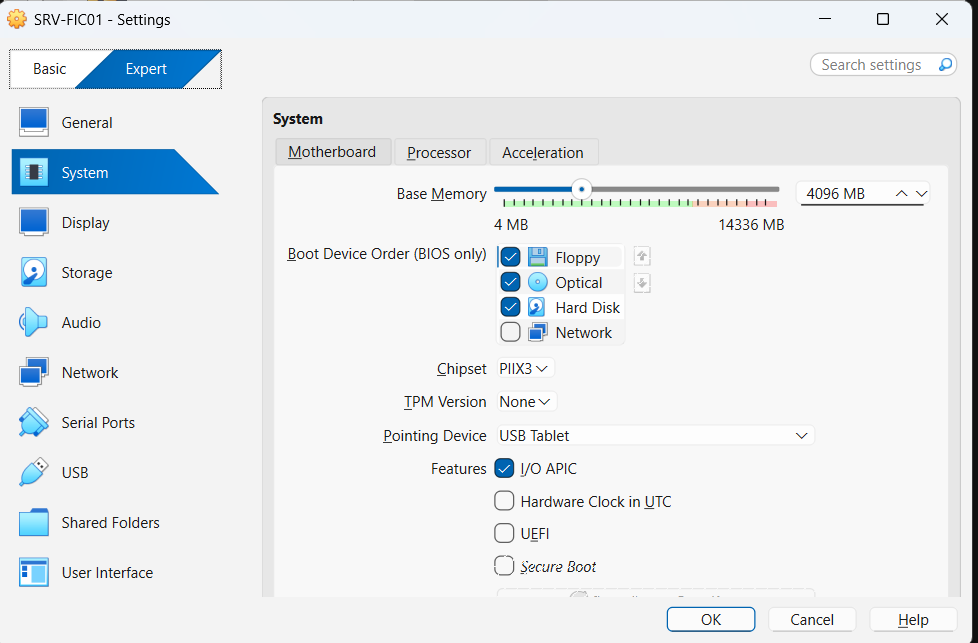 SRV-FIC01 - Settings
Basic
Expert
Search settings
General
System
Display
Storage
Audio
Network
Serial Ports
USB
Shared Folders
User Interface
System
Motherboard
Processor
Acceleration
Base Memory
4096 MB
4 MB
14336 MB
Boot Device Order (BIOS only)
Floppy
Optical
Hard Disk
Network
Chipset
PIIX3
TPM Version
None
Pointing Device
USB Tablet
Features
I/O APIC
Hardware Clock in UTC
UEFI
Secure Boot
OK
Cancel
Help